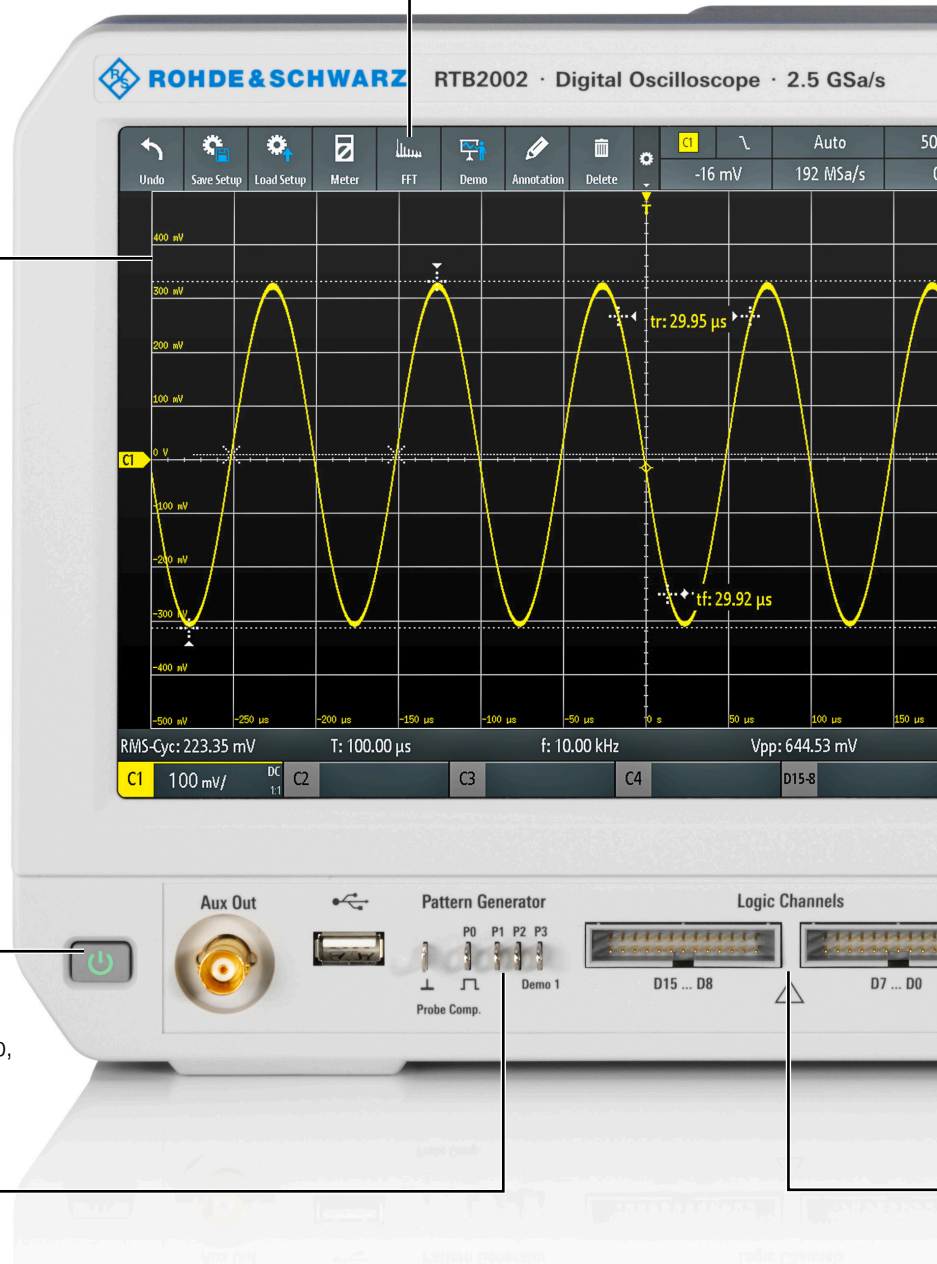 R&S ROHDE&SCHWARZ RTB2002 · Digital Oscilloscope · 2.5 GSa/s
C1 Auto 50
Undo Save Setup Load Setup Meter FFT Demo Annotation Delete
-16 mV 192 MSa/s
T
400 mV
300 mV
tr: 29.95 µs
200 mV
100 mV
C1 0 V
-100 mV
-200 mV
tf: 29.92 µs
-300 mV
-400 mV
-500 mV -250 µs -200 µs -150 µs -100 µs -50 µs 0 s 50 µs 100 µs 150 µs
RMS-Cyc: 223.35 mV T: 100.00 µs f: 10.00 kHz Vpp: 644.53 mV
C1 100 mV/ DC 1:1 C2 C3 C4 D15-8
Aux Out Pattern Generator Logic Channels
P0 P1 P2 P3
Demo 1 D15 ... D8 D7 ... D0
Probe Comp.